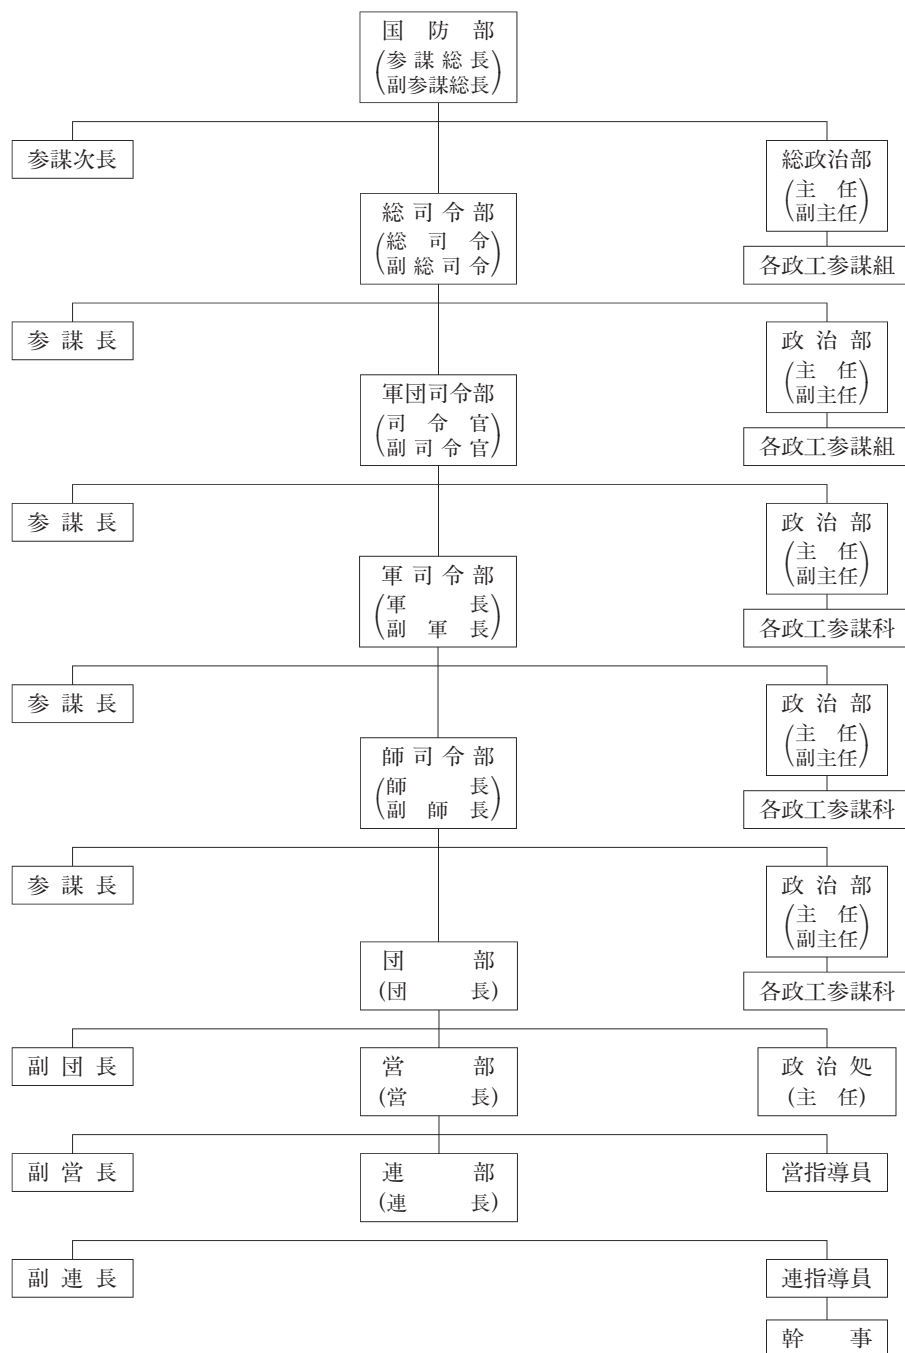 国防部
(参謀総長
副参謀総長)
参謀次長
総政治部
(主任
副主任)
各政工参謀組
総司令部
(総司令
副総司令)
参謀長
政治部
(主任
副主任)
各政工参謀組
軍団司令部
(司令官
副司令官)
参謀長
政治部
(主任
副主任)
各政工参謀科
軍司令部
(軍長
副軍長)
参謀長
政治部
(主任
副主任)
各政工参謀科
師司令部
(師長
副師長)
参謀長
政治部
(主任
副主任)
各政工参謀科
団部
(団長)
副団長
営部
(営長)
政治処
(主任)
副営長
連部
(連長)
営指導員
副連長
連指導員
幹事